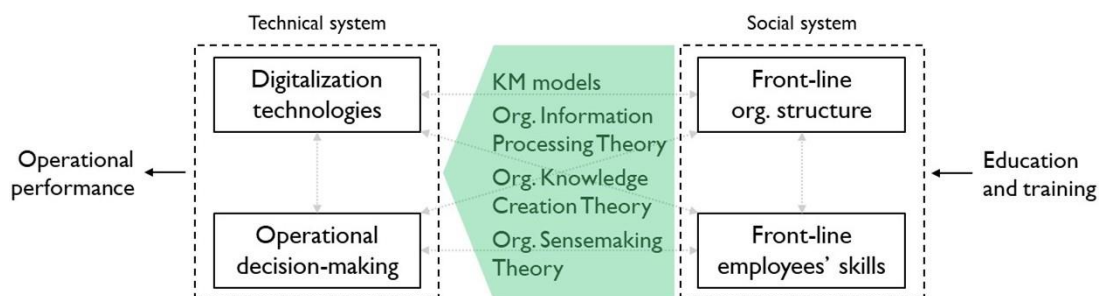 Technical system
Social system
Digitalization
technologies
KM models
Org. Information
Processing Theory
Org. Knowledge
Creation Theory
Org. Sensemaking
Theory
Front-line
org. structure
Operational
performance
Education
and training
Operational
decision-making
Front-line
employees’ skills